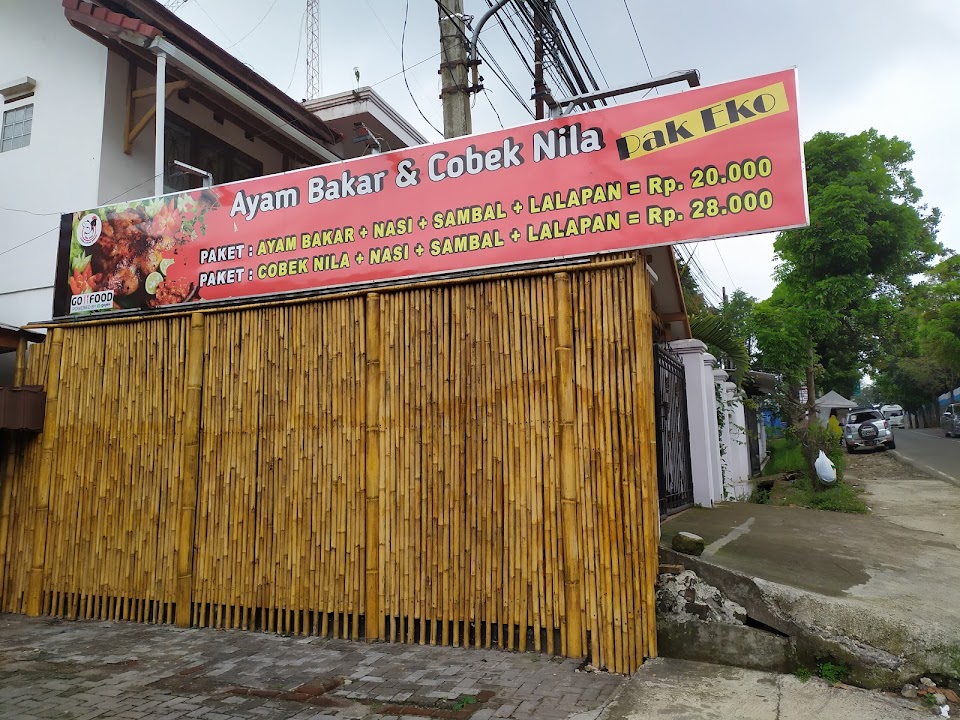 Ayam Bakar & Cobek Nila Pak Eko
PAKET : AYAM BAKAR + NASI + SAMBAL + LALAPAN = Rp. 20.000
PAKET : COBEK NILA + NASI + SAMBAL + LALAPAN = Rp. 28.000
GO FOOD